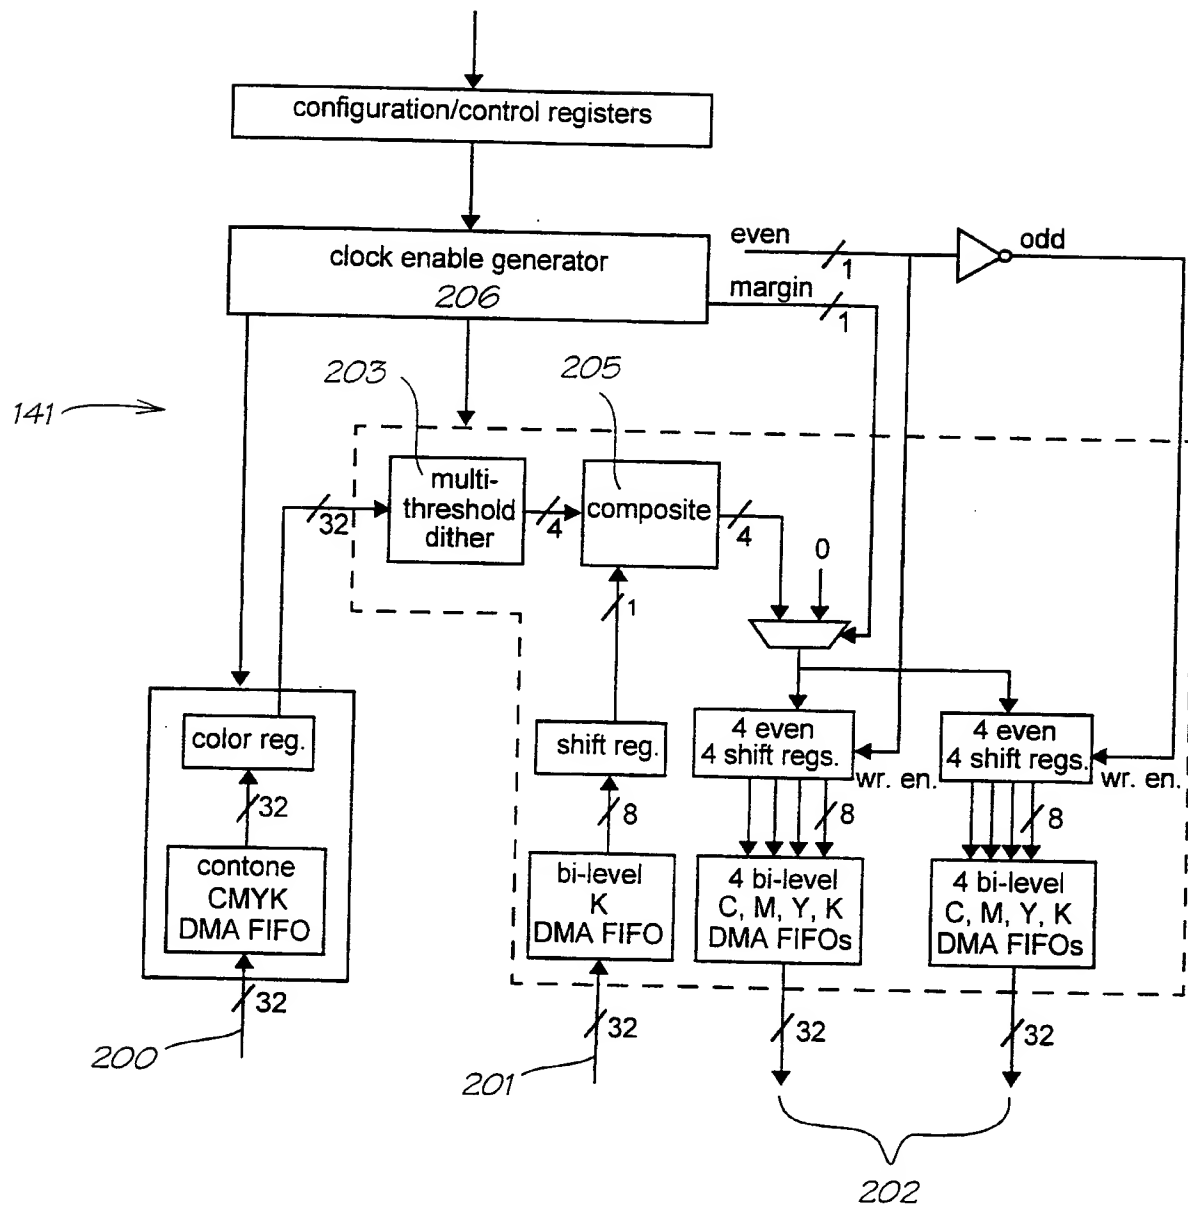 configuration/control registers
clock enable generator
206
even
1
odd
margin
1
203
205
141
multi-
threshold
dither
composite
32
4
4
0
1
color reg.
shift reg.
4 even
4 shift regs.
wr. en.
4 even
4 shift regs.
wr. en.
32
8
8
8
contone
CMYK
DMA FIFO
bi-level
K
DMA FIFO
4 bi-level
C, M, Y, K
DMA FIFOs
4 bi-level
C, M, Y, K
DMA FIFOs
32
32
32
32
200
201
202